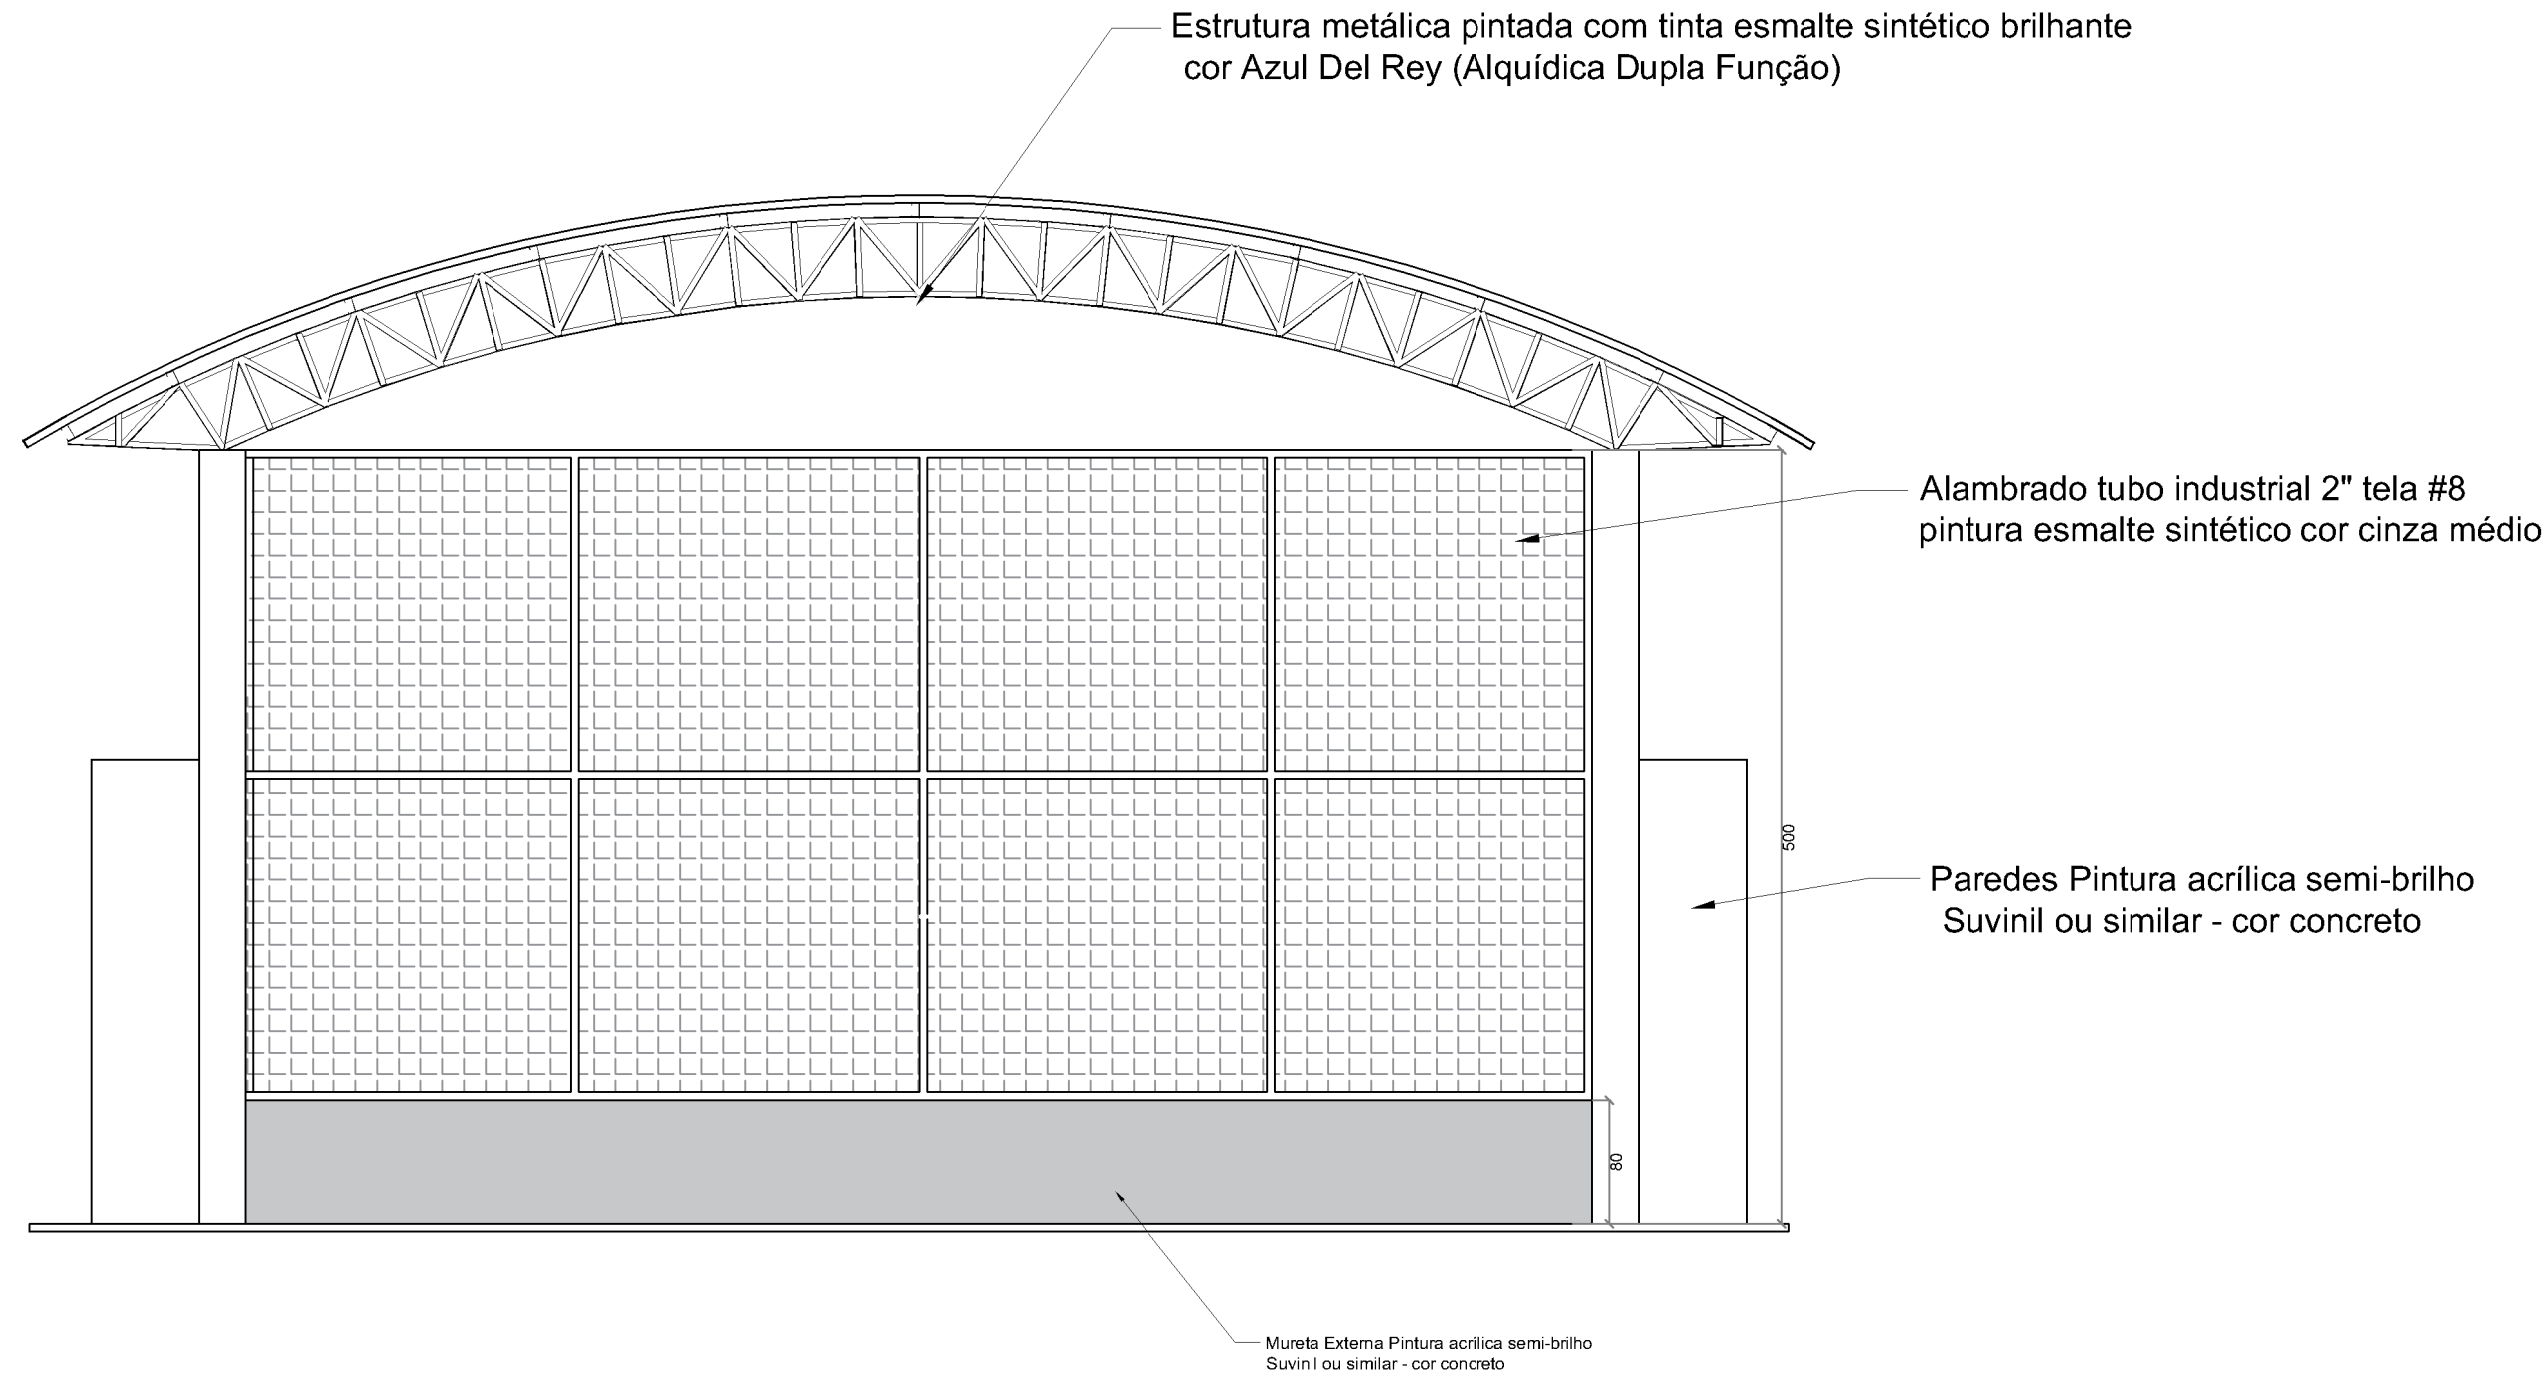 Estrutura metálica pintada com tinta esmalte sintético brilhante
cor Azul Del Rey (Alquídica Dupla Função)
Alambrado tubo industrial 2" tela #8
pintura esmalte sintético cor cinza médio
500
Paredes Pintura acrílica semi-brilho
Suvinil ou similar - cor concreto
80
Mureta Externa Pintura acrílica semi-brilho
Suvinil ou similar - cor concreto